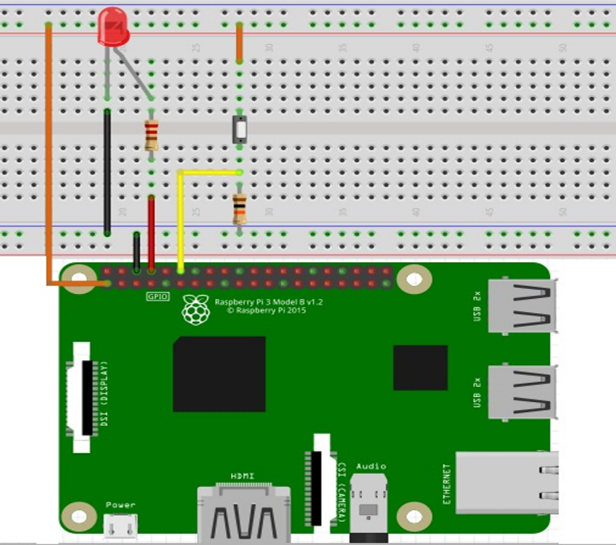 25
30
35
40
45
50
20
25
30
35
40
45
50
GPIO
Raspberry Pi 3 Model B v1.2
© Raspberry Pi 2015
USB 2x
DSI (DISPLAY)
USB 2x
HDMI
CSI (CAMERA)
Audio
ETHERNET
Power